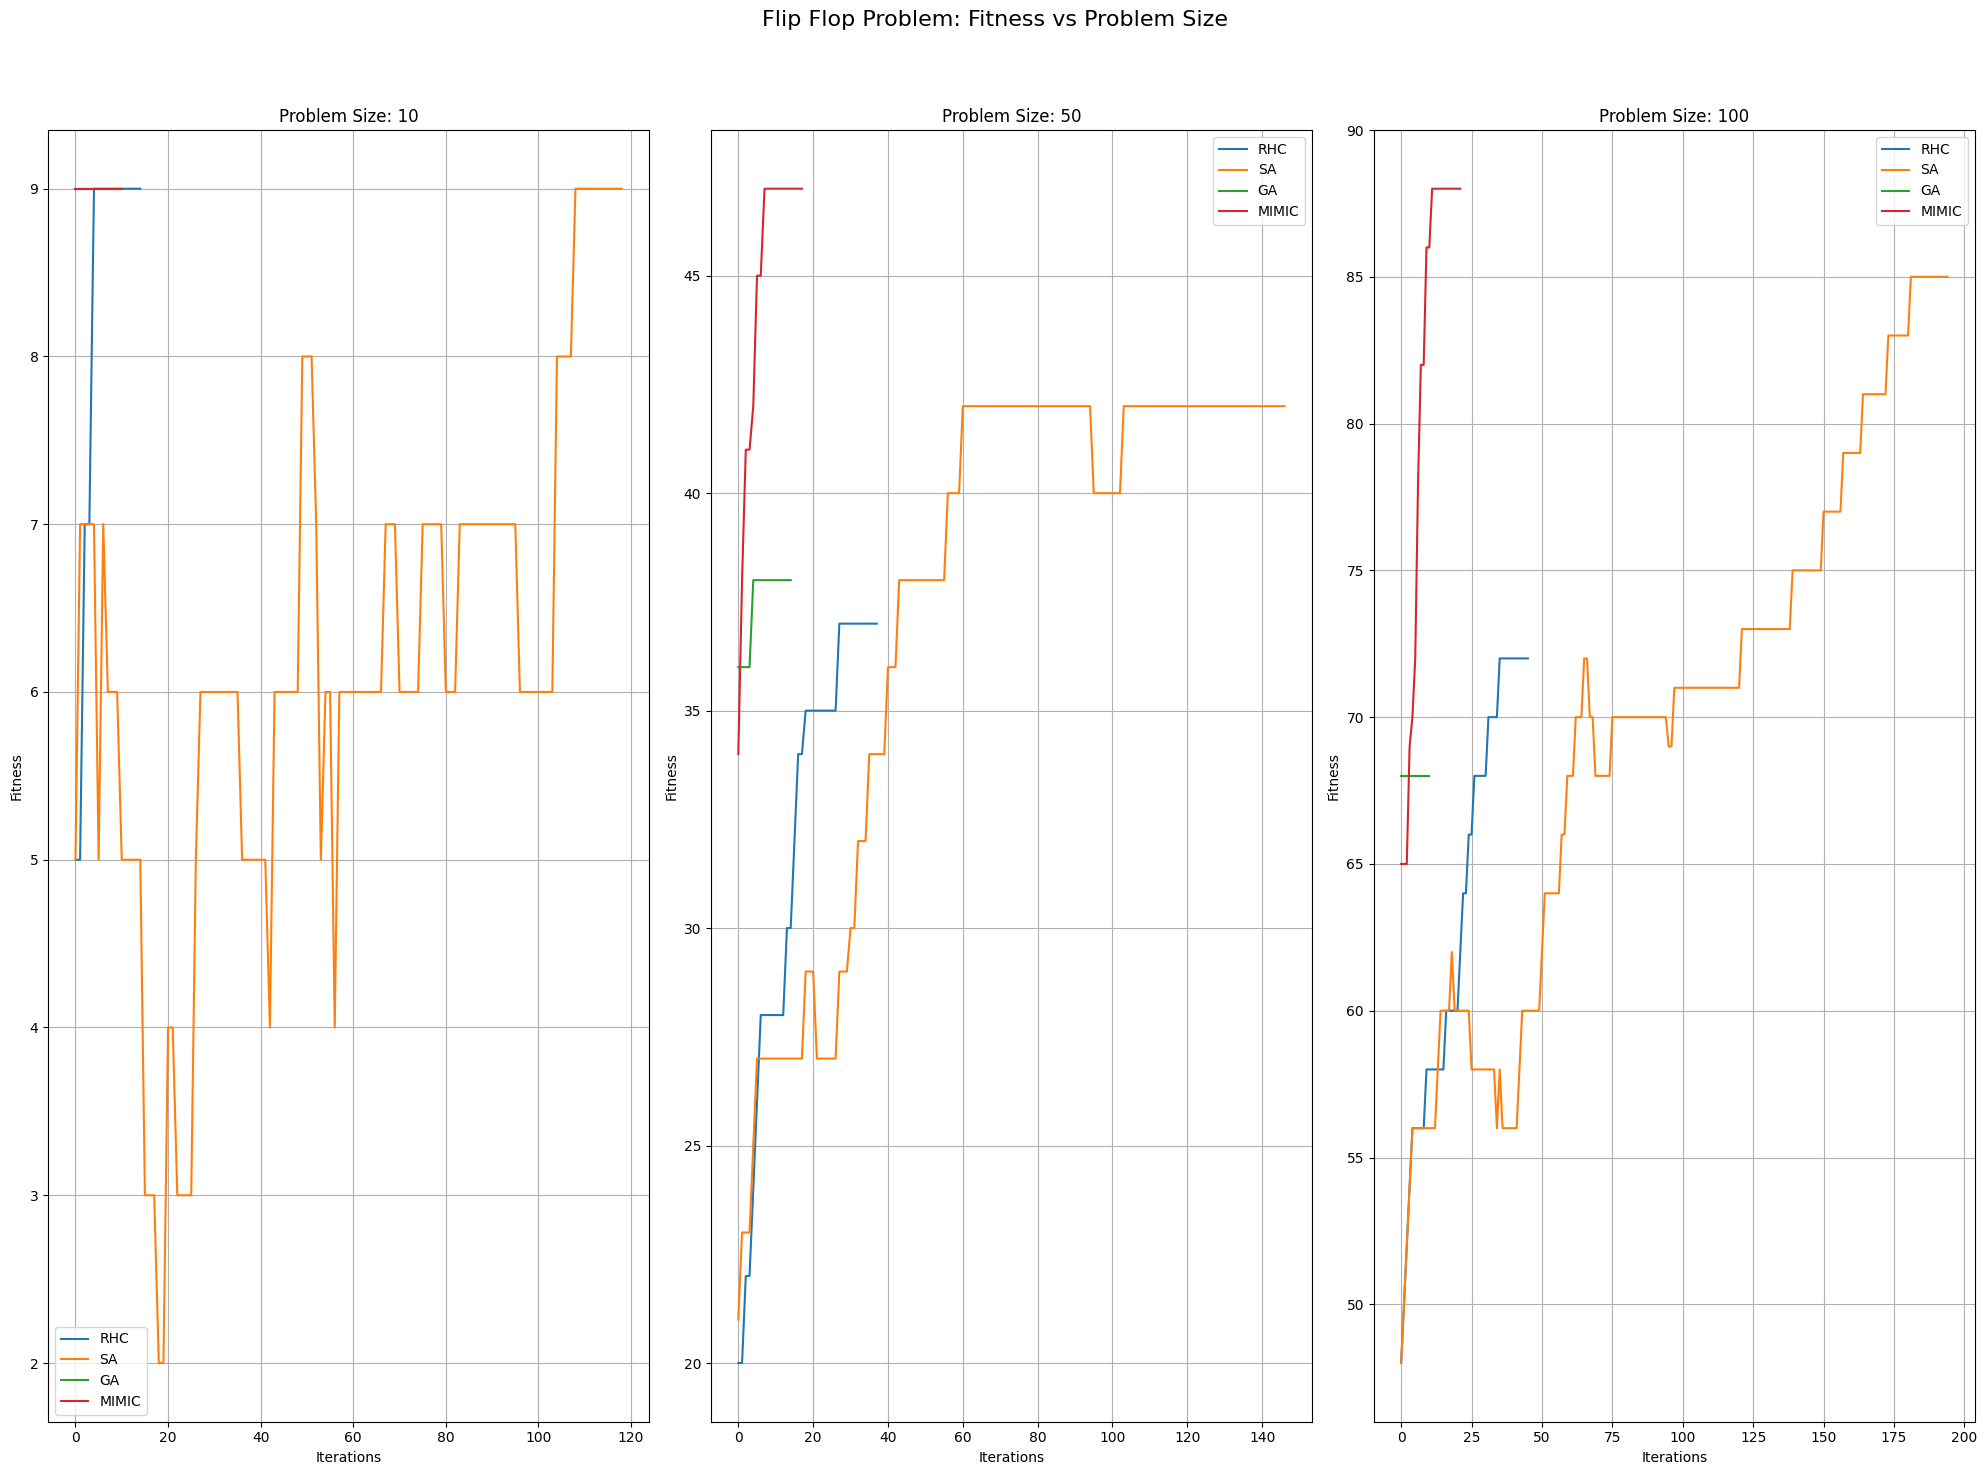 Flip Flop Problem: Fitness vs Problem Size
Problem Size: 10
9
8
7
6
5
4
3
2
Fitness
RHC
SA
GA
MIMIC
0 20 40 60 80 100 120
Iterations
Problem Size: 50
RHC
SA
GA
MIMIC
45
40
35
30
25
20
Fitness
0 20 40 60 80 100 120 140
Iterations
Problem Size: 100
RHC
SA
GA
MIMIC
90
85
80
75
70
65
60
55
50
Fitness
0 25 50 75 100 125 150 175 200
Iterations